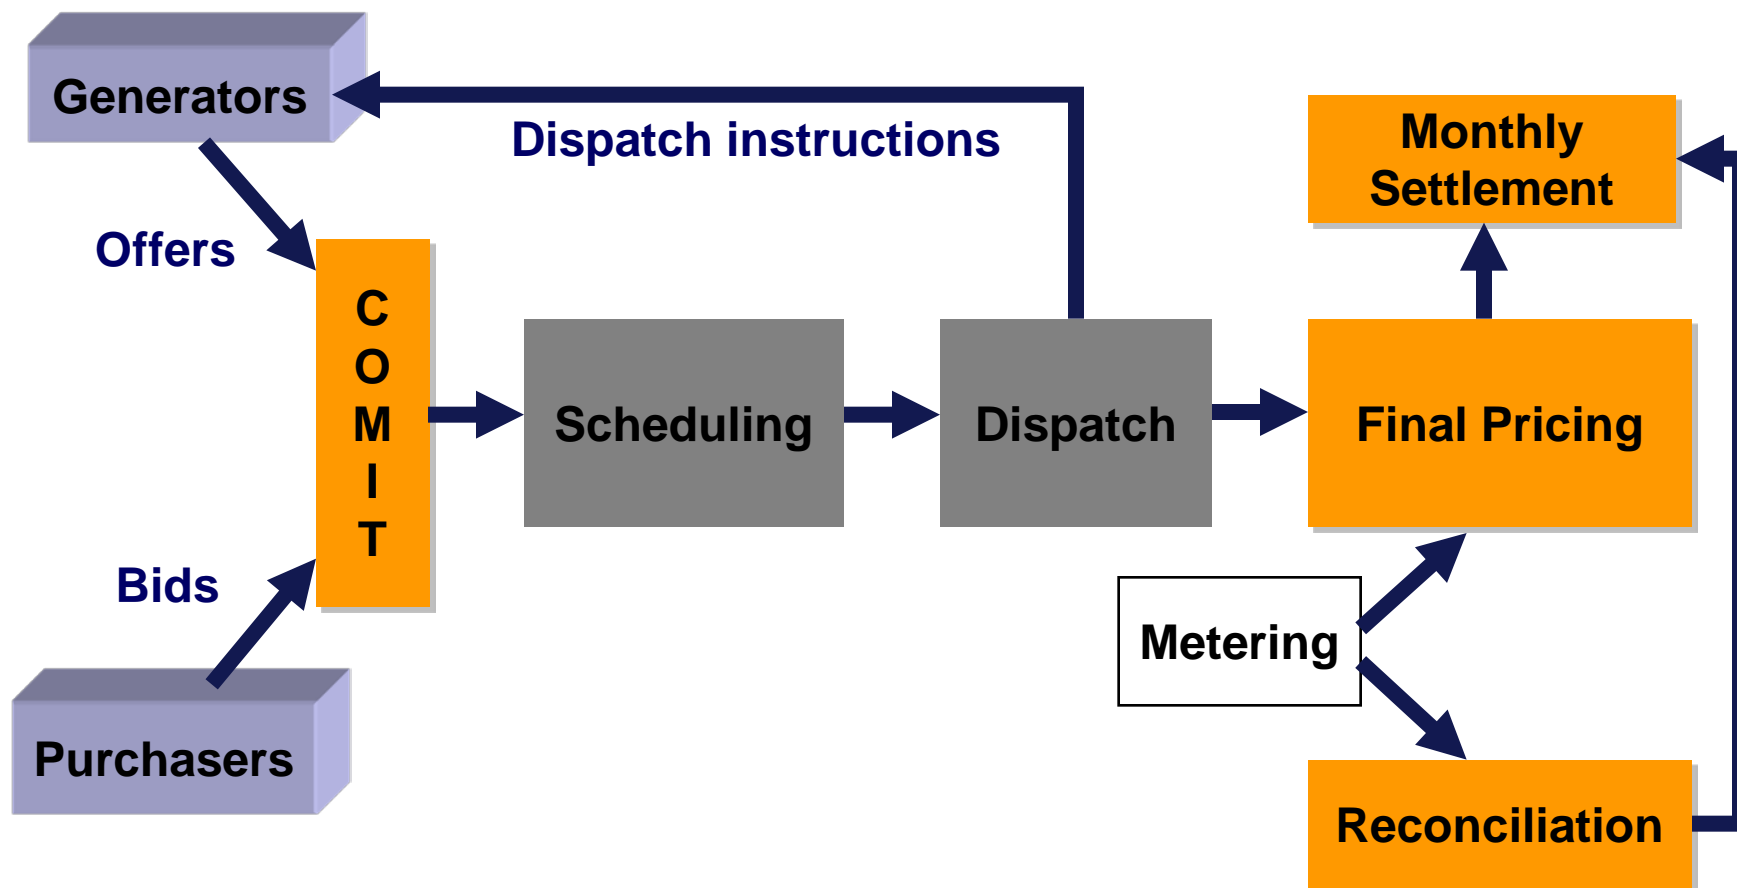 Generators
Dispatch instructions
Monthly
Settlement
Offers
C
O
M
I
T
Scheduling
Dispatch
Final Pricing
Bids
Metering
Purchasers
Reconciliation